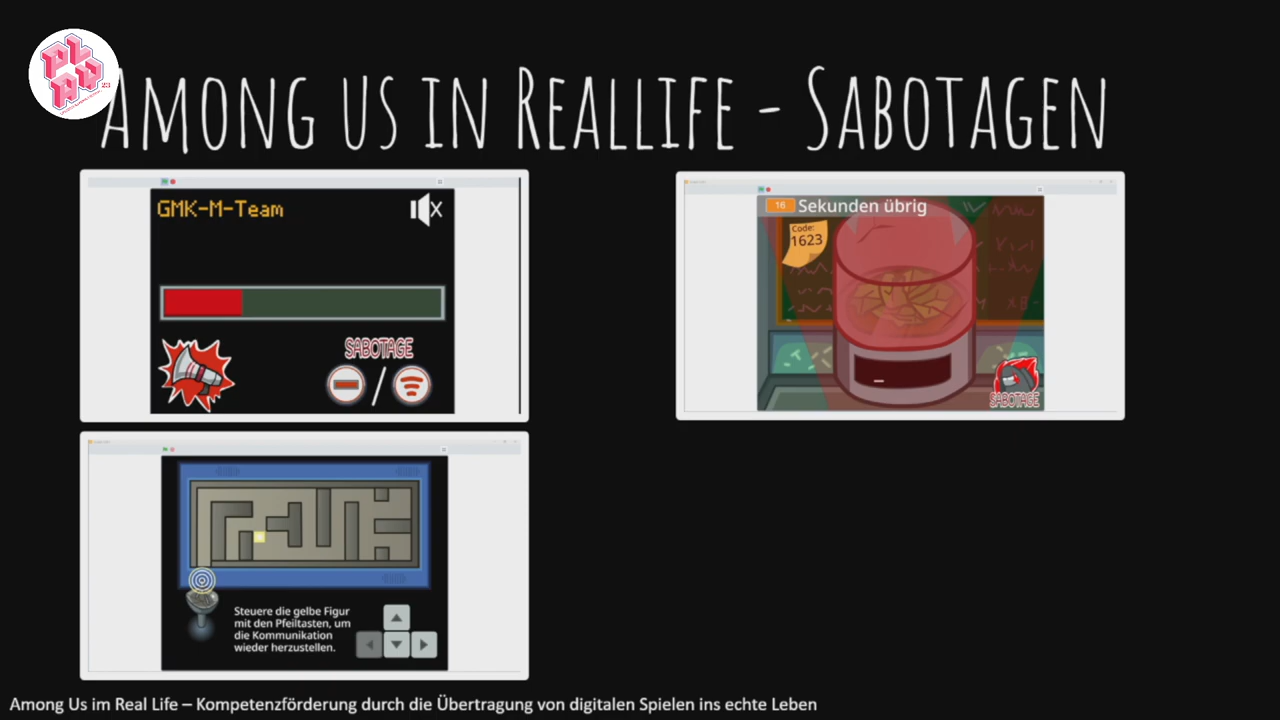 PLAY
23
Among us in Reallife - Sabotagen
GMK-M-Team
SABOTAGE
16 Sekunden übrig
Code:
1623
SABOTAGE
Steuere die gelbe Figur
mit den Pfeiltasten, um
die Kommunikation
wieder herzustellen.
Among Us im Real Life – Kompetenzförderung durch die Übertragung von digitalen Spielen ins echte Leben